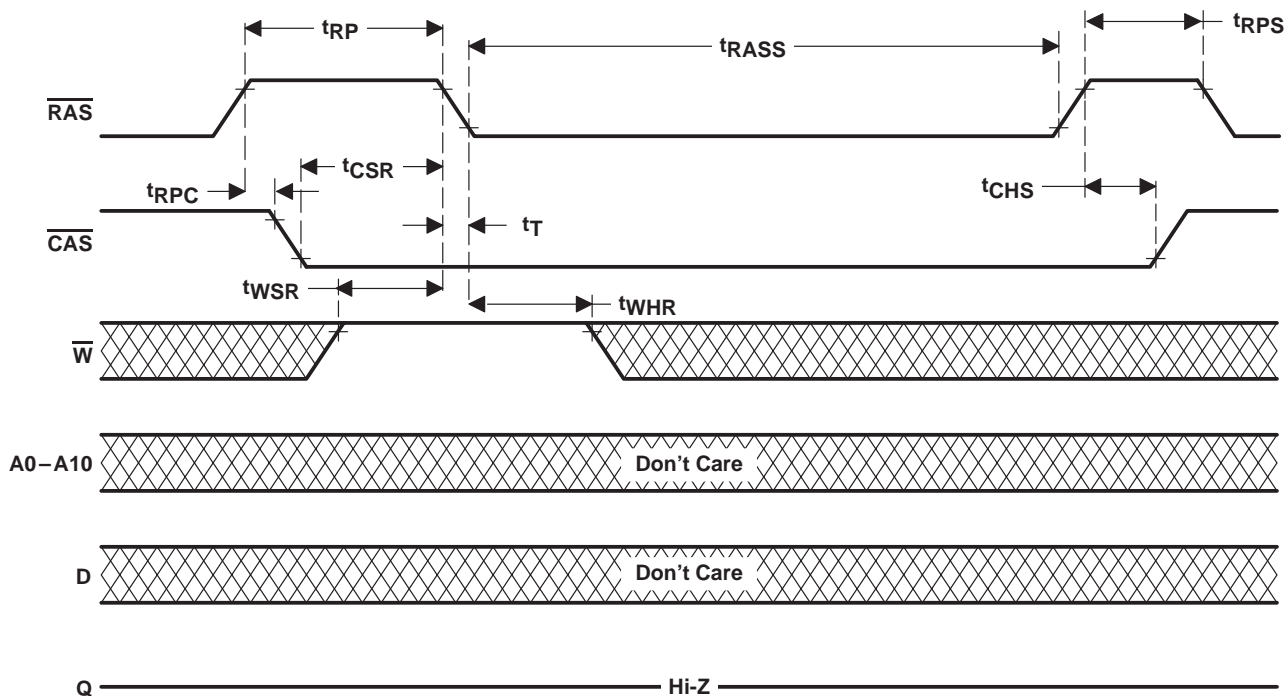 tRP
tRASS
tRPS
RAS
tCSR
tRPC
tCHS
CAS
tT
tWSR
tWHR
W
A0–A10
Don't Care
D
Don't Care
Q
Hi-Z